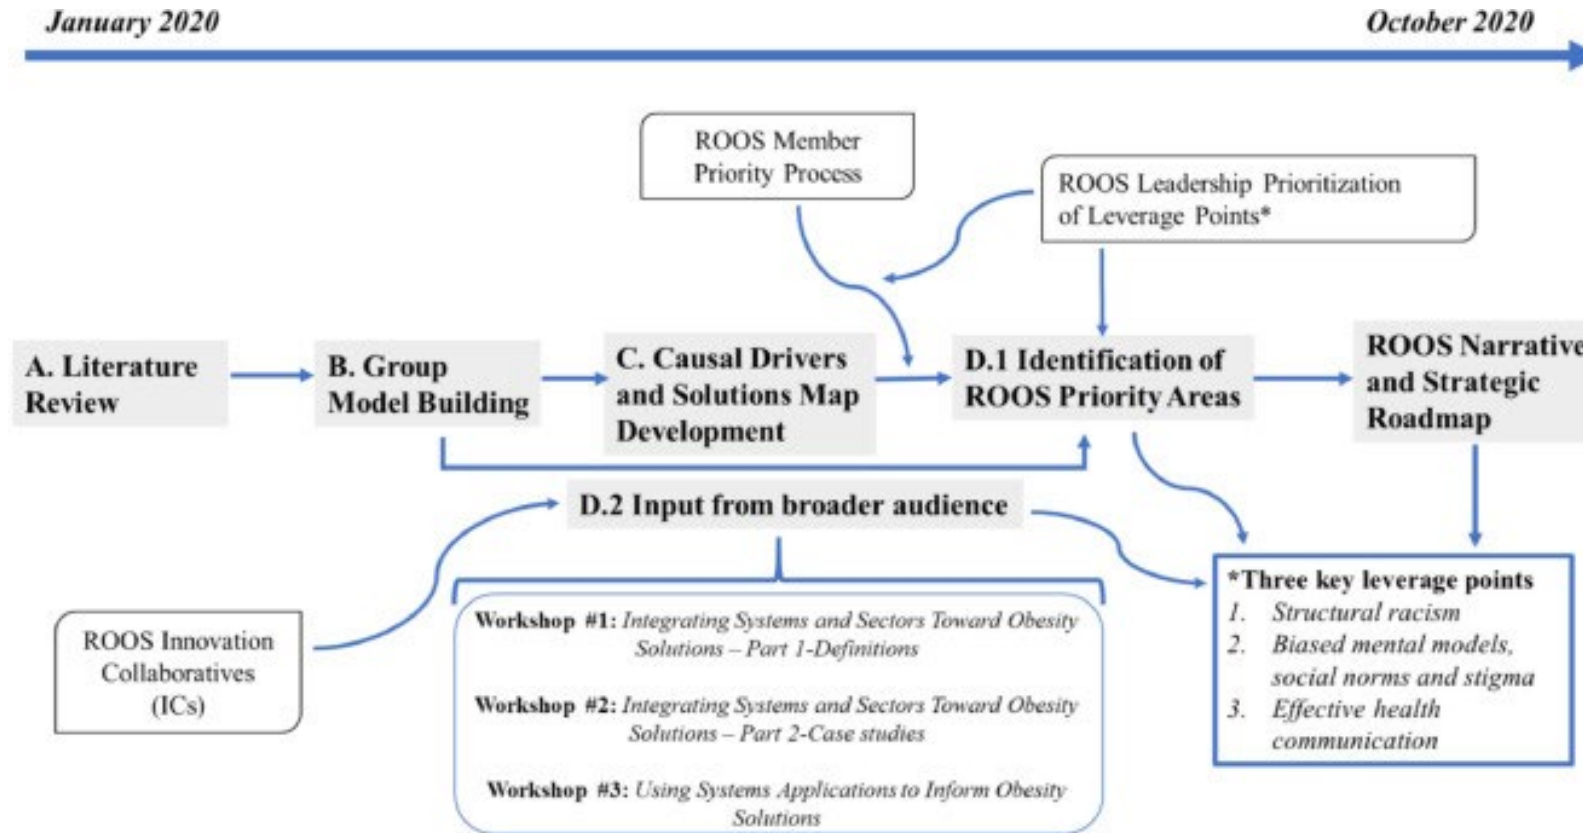 January 2020
October 2020
ROOS Member
Priority Process
ROOS Leadership Prioritization
of Leverage Points*
A. Literature
Review
B. Group
Model Building
C. Causal Drivers
and Solutions Map
Development
D.1 Identification of
ROOS Priority Areas
ROOS Narrative
and Strategic
Roadmap
D.2 Input from broader audience
ROOS Innovation
Collaboratives
(ICs)
Workshop #1: Integrating Systems and Sectors Toward Obesity
Solutions – Part 1-Definitions
Workshop #2: Integrating Systems and Sectors Toward Obesity
Solutions – Part 2-Case studies
Workshop #3: Using Systems Applications to Inform Obesity
Solutions
*Three key leverage points
1. Structural racism
2. Biased mental models,
social norms and stigma
3. Effective health
communication